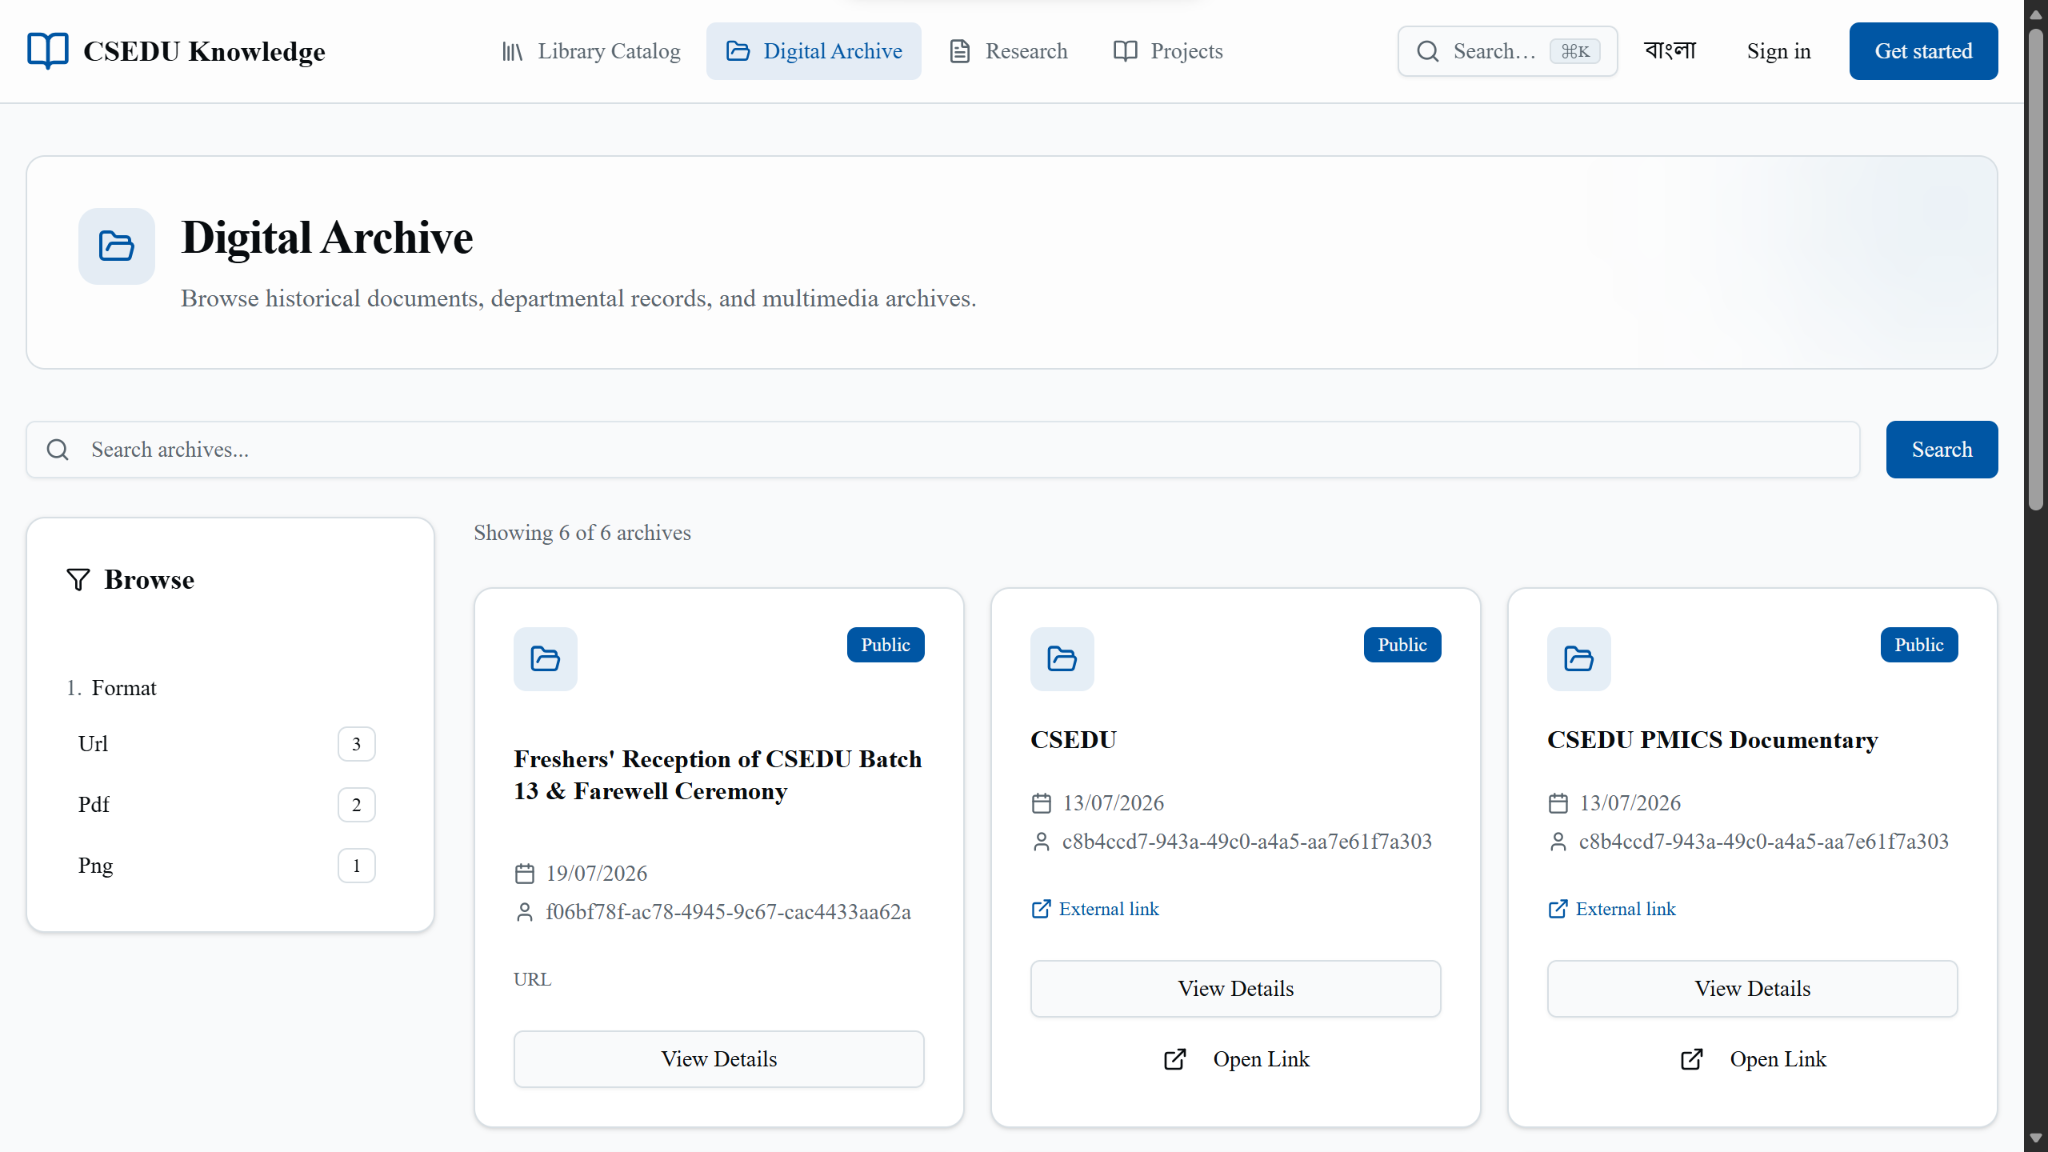 CSEDU Knowledge
Library Catalog
Digital Archive
Research
Projects
Search...
⌘K
বাংলা
Sign in
Get started
Digital Archive
Browse historical documents, departmental records, and multimedia archives.
Search archives...
Search
Browse
1. Format
Url 3
Pdf 2
Png 1
Showing 6 of 6 archives
Public
Freshers' Reception of CSEDU Batch
13 & Farewell Ceremony
19/07/2026
f06bf78f-ac78-4945-9c67-cac4433aa62a
URL
View Details
Public
CSEDU
13/07/2026
c8b4ccd7-943a-49c0-a4a5-aa7e61f7a303
External link
View Details
Open Link
Public
CSEDU PMICS Documentary
13/07/2026
c8b4ccd7-943a-49c0-a4a5-aa7e61f7a303
External link
View Details
Open Link